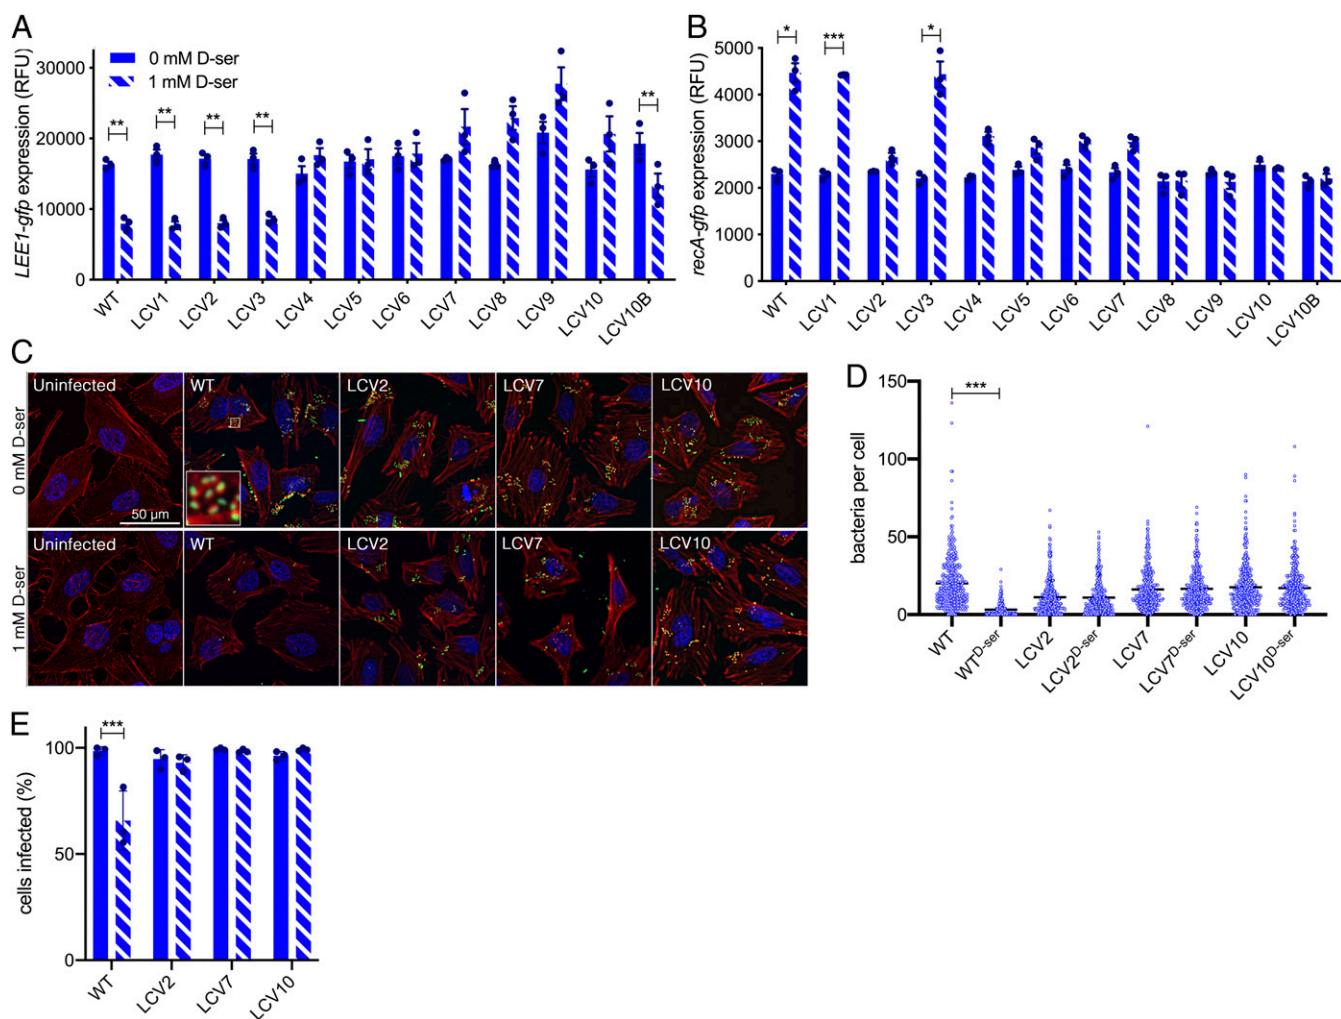 A
LEE1-gfp expression (RFU)
30000
20000
10000
0
0 mM D-ser
1 mM D-ser
**
**
**
**
**
WT
LCV1
LCV2
LCV3
LCV4
LCV5
LCV6
LCV7
LCV8
LCV9
LCV10
LCV10B
B
recA-gfp expression (RFU)
5000
4000
3000
2000
1000
0
*
***
*
WT
LCV1
LCV2
LCV3
LCV4
LCV5
LCV6
LCV7
LCV8
LCV9
LCV10
LCV10B
C
0 mM D-ser
Uninfected
WT
LCV2
LCV7
LCV10
50 µm
1 mM D-ser
Uninfected
WT
LCV2
LCV7
LCV10
D
bacteria per cell
150
100
50
0
***
WT
WTD-ser
LCV2
LCV2D-ser
LCV7
LCV7D-ser
LCV10
LCV10D-ser
E
cells infected (%)
100
50
0
***
WT
LCV2
LCV7
LCV10